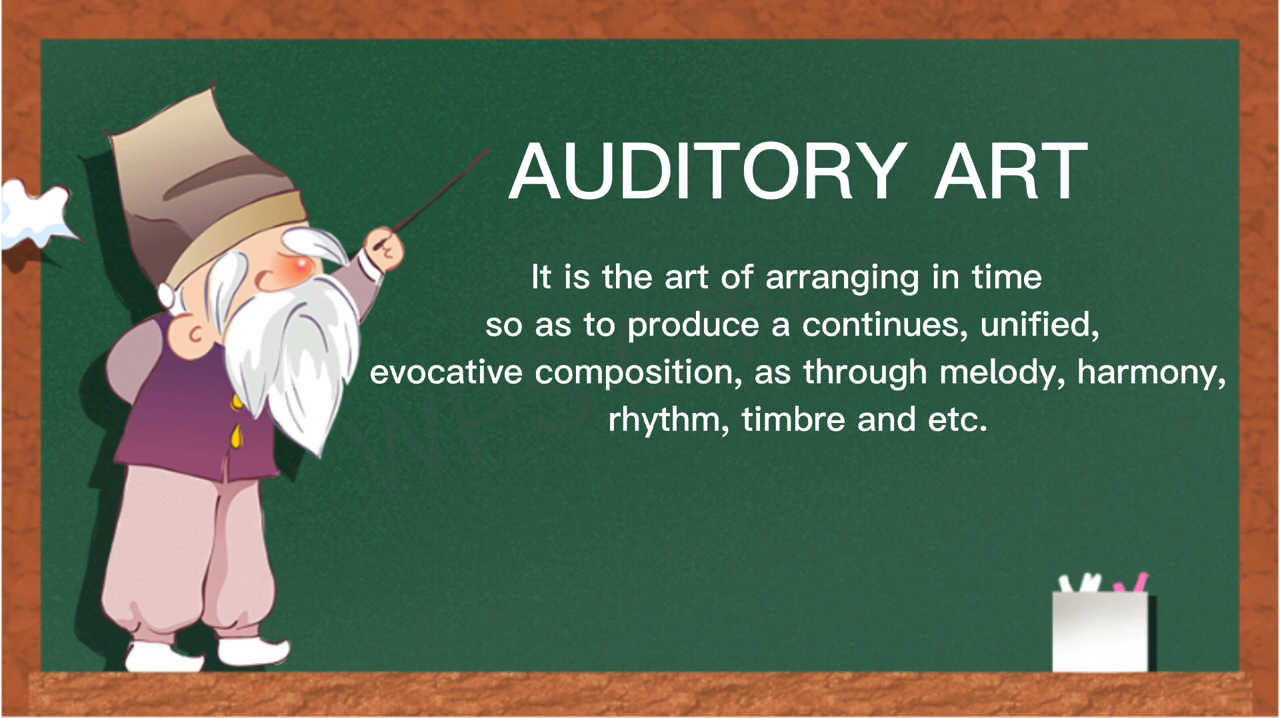 AUDITORY ART
It is the art of arranging in time
so as to produce a continues, unified,
evocative composition, as through melody, harmony,
rhythm, timbre and etc.